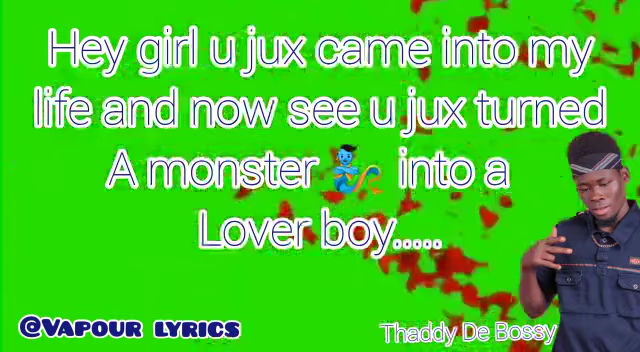 Hey girl u jux came into my
life and now see u jux turned
A monster 🧞‍♂️ into a
Lover boy.....
@Vapour lyrics
Thaddy De Bossy